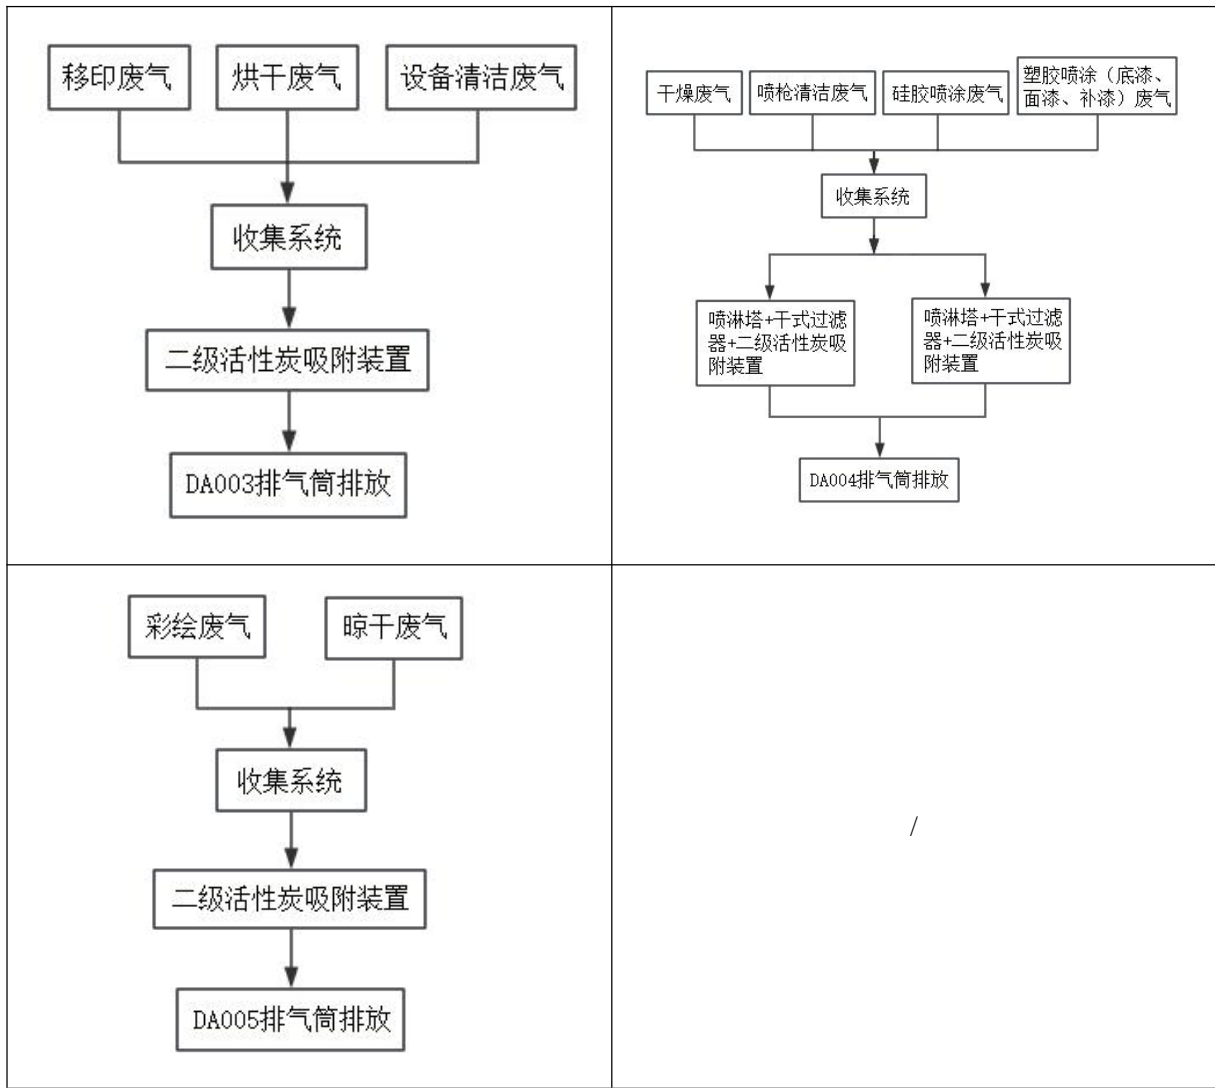 移印废气
烘干废气
设备清洁废气
收集系统
二级活性炭吸附装置
DA003排气筒排放
干燥废气
喷枪清洁废气
硅胶喷涂废气
塑胶喷涂（底漆、
面漆、补漆）废气
收集系统
喷淋塔+干式过滤
器+二级活性炭吸
附装置
喷淋塔+干式过滤
器+二级活性炭吸
附装置
DA004排气筒排放
彩绘废气
晾干废气
收集系统
二级活性炭吸附装置
DA005排气筒排放
/